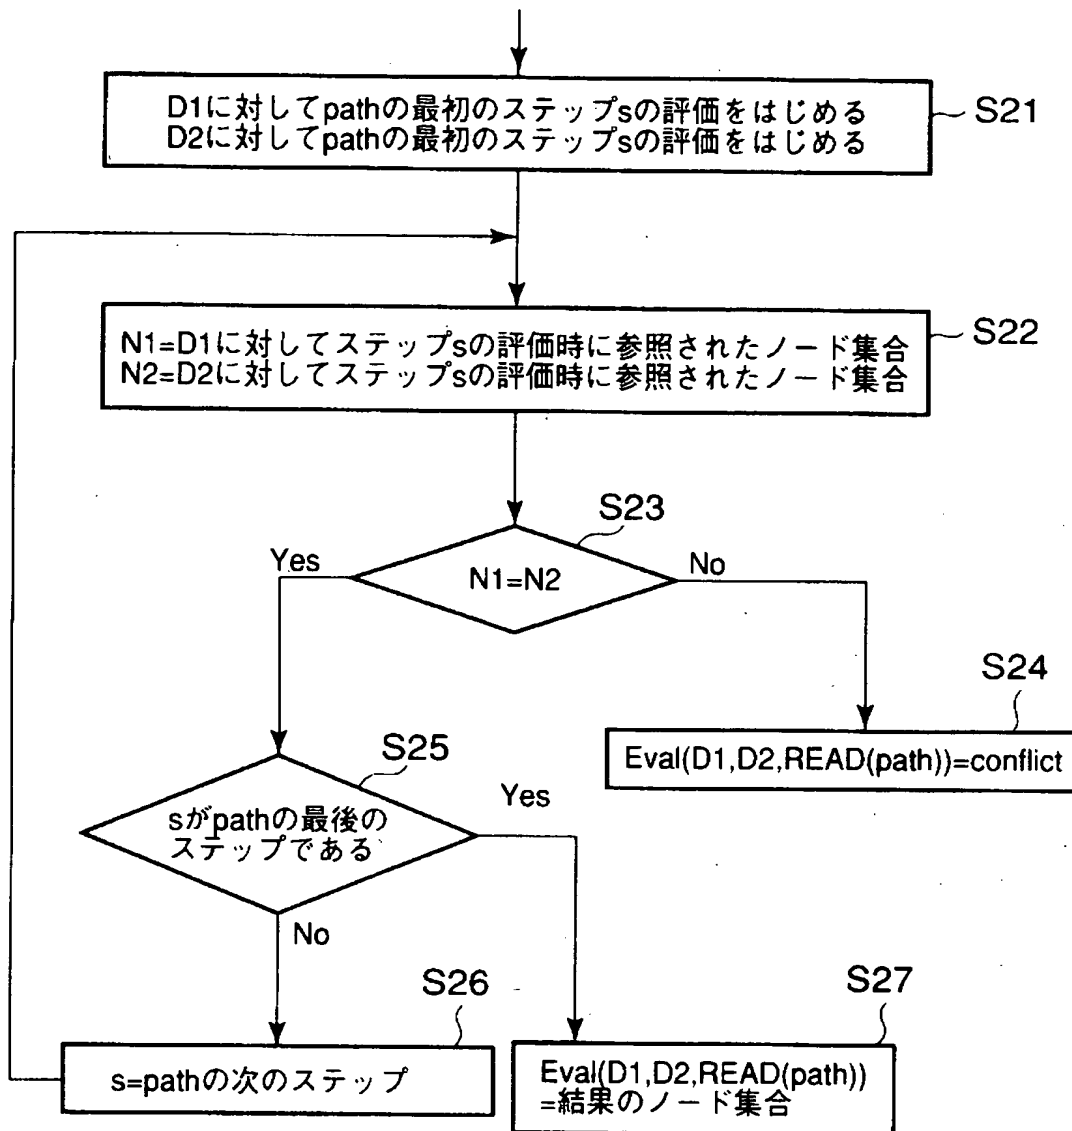 D1に対してpathの最初のステップsの評価をはじめる
D2に対してpathの最初のステップsの評価をはじめる
S21
N1=D1に対してステップsの評価時に参照されたノード集合
N2=D2に対してステップsの評価時に参照されたノード集合
S22
S23
Yes
N1=N2
No
S24
Eval(D1,D2,READ(path))=conflict
S25
sがpathの最後の
ステップである
Yes
No
S26
s=pathの次のステップ
S27
Eval(D1,D2,READ(path))
=結果のノード集合